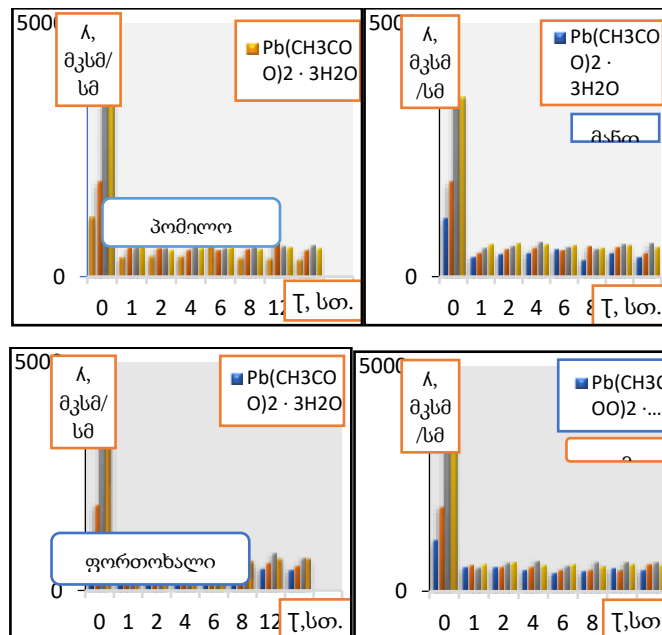 5000
ʎ,
მკსმ/
სმ
Pb(CH3CO
O)2 · 3H2O
პომელო
0
0 1 2 4 6 8 12
Ʈ, სთ.
5000
ʎ,
მკსმ
/სმ
Pb(CH3CO
O)2 ·
3H2O
0
0 1 2 4 6 8
Ʈ, სთ.
ʎ,
მკსმ/
სმ
Pb(CH3CO
O)2 · 3H2O
ფორთოხალი
0
0 1 2 4 6 8 12
Ʈ,სთ.
5000
ʎ,
მკსმ
/სმ
Pb(CH3C
OO)2 ·...
0
0 1 2 4 6 8
Ʈ,სთ.